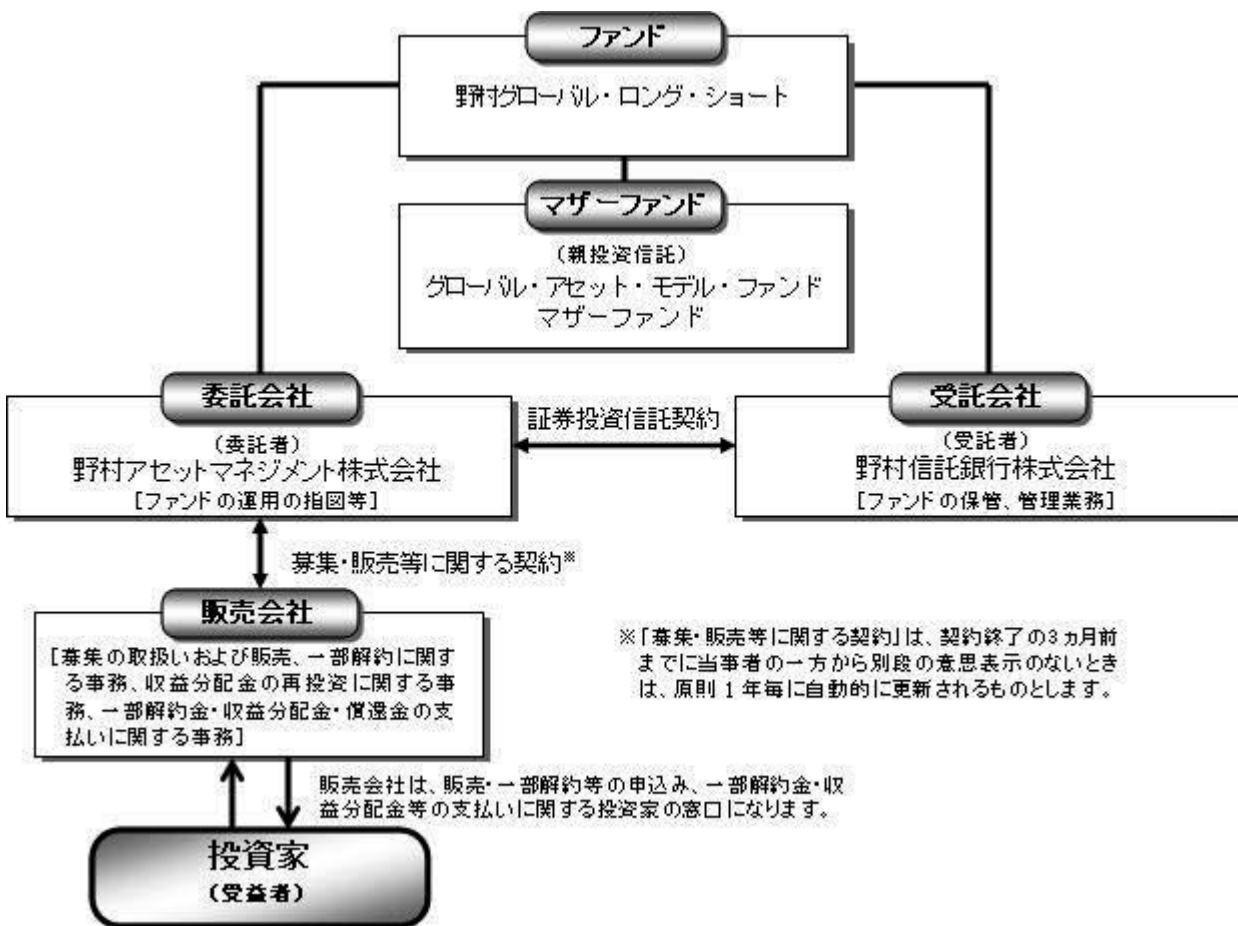 ファンド
野村グローバル・ロング・ショート
マザーファンド
(親投資信託)
グローバル・アセット・モデル・ファンド
マザーファンド
委託会社
(委託者)
野村アセットマネジメント株式会社
[ファンドの運用の指図等]
証券投資信託契約
受託会社
(受託者)
野村信託銀行株式会社
[ファンドの保管、管理業務]
募集・販売等に関する契約※
販売会社
[募集の取扱いおよび販売、一部解約に関す
る事務、収益分配金の再投資に関する事
務、一部解約金・収益分配金・償還金の支
払いに関する事務]
※「募集・販売等に関する契約」は、契約終了の3ヵ月前
までに当事者の一方から別段の意思表示のないとき
は、原則1年毎に自動的に更新されるものとします。
販売会社は、販売・一部解約等の申込み、一部解約金・収
益分配金等の支払いに関する投資家の窓口になります。
投資家
(受益者)